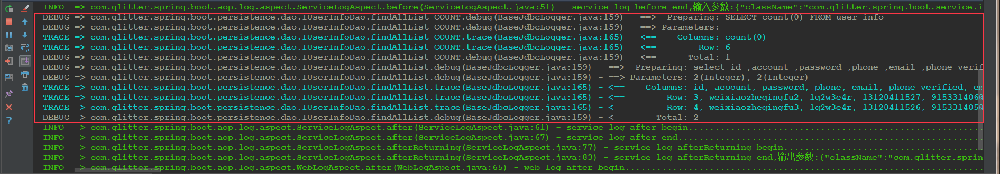 INFO  => com.glitter.spring.boot.aop.log.aspect.ServiceLogAspect.before(ServiceLogAspect.java:51) - service log before end,输入参数:{"className":"com.glitter.spring.boot.service.i
DEBUG => com.glitter.spring.boot.persistence.dao.IUserInfoDao.findAllList_COUNT.debug(BaseJdbcLogger.java:159) - ==>  Preparing: SELECT count(0) FROM user_info
DEBUG => com.glitter.spring.boot.persistence.dao.IUserInfoDao.findAllList_COUNT.debug(BaseJdbcLogger.java:159) - ==> Parameters:
TRACE => com.glitter.spring.boot.persistence.dao.IUserInfoDao.findAllList_COUNT.trace(BaseJdbcLogger.java:165) - <==    Columns: count(0)
TRACE => com.glitter.spring.boot.persistence.dao.IUserInfoDao.findAllList_COUNT.trace(BaseJdbcLogger.java:165) - <==        Row: 6
DEBUG => com.glitter.spring.boot.persistence.dao.IUserInfoDao.findAllList_COUNT.debug(BaseJdbcLogger.java:159) - <==      Total: 1
DEBUG => com.glitter.spring.boot.persistence.dao.IUserInfoDao.findAllList.debug(BaseJdbcLogger.java:159) - ==>  Preparing: select id ,account ,password ,phone ,email ,phone_verif
DEBUG => com.glitter.spring.boot.persistence.dao.IUserInfoDao.findAllList.debug(BaseJdbcLogger.java:159) - ==> Parameters: 2(Integer), 2(Integer)
TRACE => com.glitter.spring.boot.persistence.dao.IUserInfoDao.findAllList.trace(BaseJdbcLogger.java:165) - <==    Columns: id, account, password, phone, email, phone_verified, em
TRACE => com.glitter.spring.boot.persistence.dao.IUserInfoDao.findAllList.trace(BaseJdbcLogger.java:165) - <==        Row: 3, weixiaozheqingfu2, 1q2w3e4r, 13120411527, 915331406@
TRACE => com.glitter.spring.boot.persistence.dao.IUserInfoDao.findAllList.trace(BaseJdbcLogger.java:165) - <==        Row: 4, weixiaozheqingfu3, 1q2w3e4r, 13120411526, 915331405@
DEBUG => com.glitter.spring.boot.persistence.dao.IUserInfoDao.findAllList.debug(BaseJdbcLogger.java:159) - <==      Total: 2
INFO  => com.glitter.spring.boot.aop.log.aspect.ServiceLogAspect.after(ServiceLogAspect.java:61) - service log after begin........................................................
INFO  => com.glitter.spring.boot.aop.log.aspect.ServiceLogAspect.after(ServiceLogAspect.java:67) - service log after end..........................................................
INFO  => com.glitter.spring.boot.aop.log.aspect.ServiceLogAspect.afterReturning(ServiceLogAspect.java:77) - service log afterReturning begin......................................
INFO  => com.glitter.spring.boot.aop.log.aspect.ServiceLogAspect.afterReturning(ServiceLogAspect.java:83) - service log afterReturning end,输出参数:{"className":"com.glitter.sprin
INFO  => com.glitter.spring.boot.aop.log.aspect.WebLogAspect.after(WebLogAspect.java:65) - web log after begin....................................................................